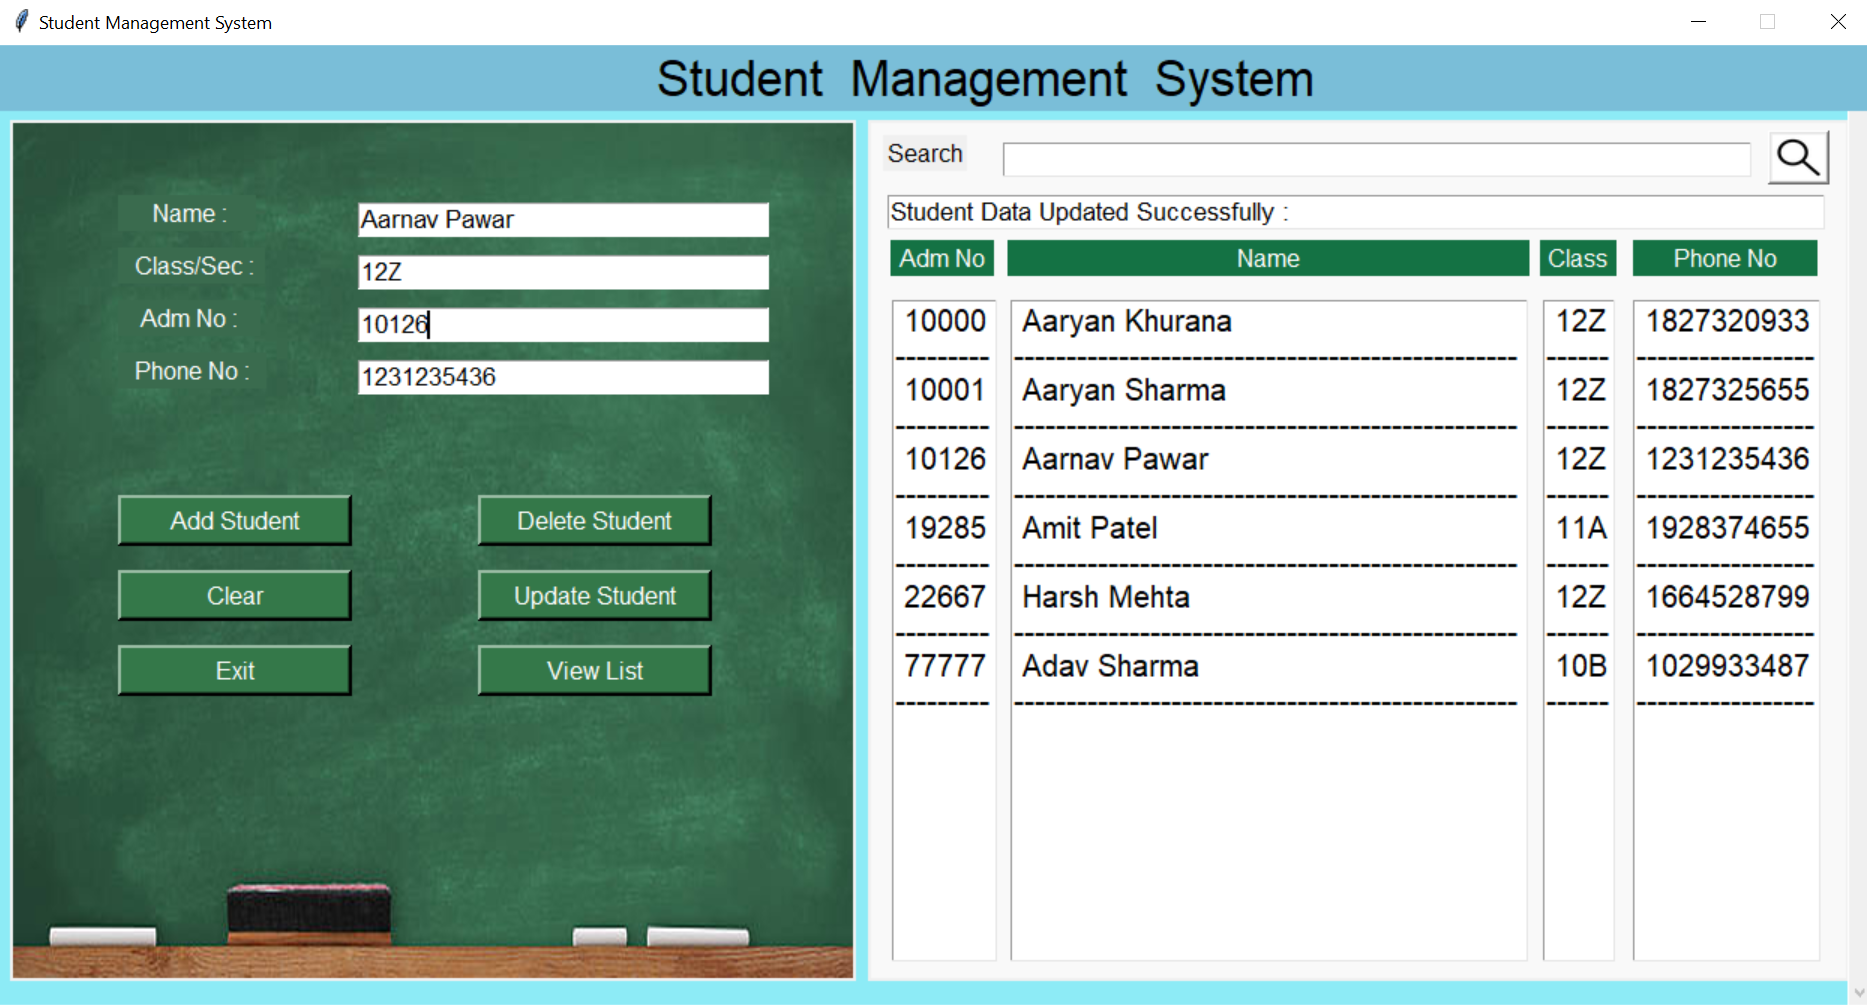 Student Management System
Student Management System
Name :
Aarnav Pawar
Class/Sec :
12Z
Adm No :
10126
Phone No :
1231235436
Add Student
Delete Student
Clear
Update Student
Exit
View List
Search
Student Data Updated Successfully :
Adm No Name Class Phone No
10000 Aaryan Khurana 12Z 1827320933
--------- ------------------------------------------------ ------ -----------------
10001 Aaryan Sharma 12Z 1827325655
--------- ------------------------------------------------ ------ -----------------
10126 Aarnav Pawar 12Z 1231235436
--------- ------------------------------------------------ ------ -----------------
19285 Amit Patel 11A 1928374655
--------- ------------------------------------------------ ------ -----------------
22667 Harsh Mehta 12Z 1664528799
--------- ------------------------------------------------ ------ -----------------
77777 Adav Sharma 10B 1029933487
--------- ------------------------------------------------ ------ -----------------